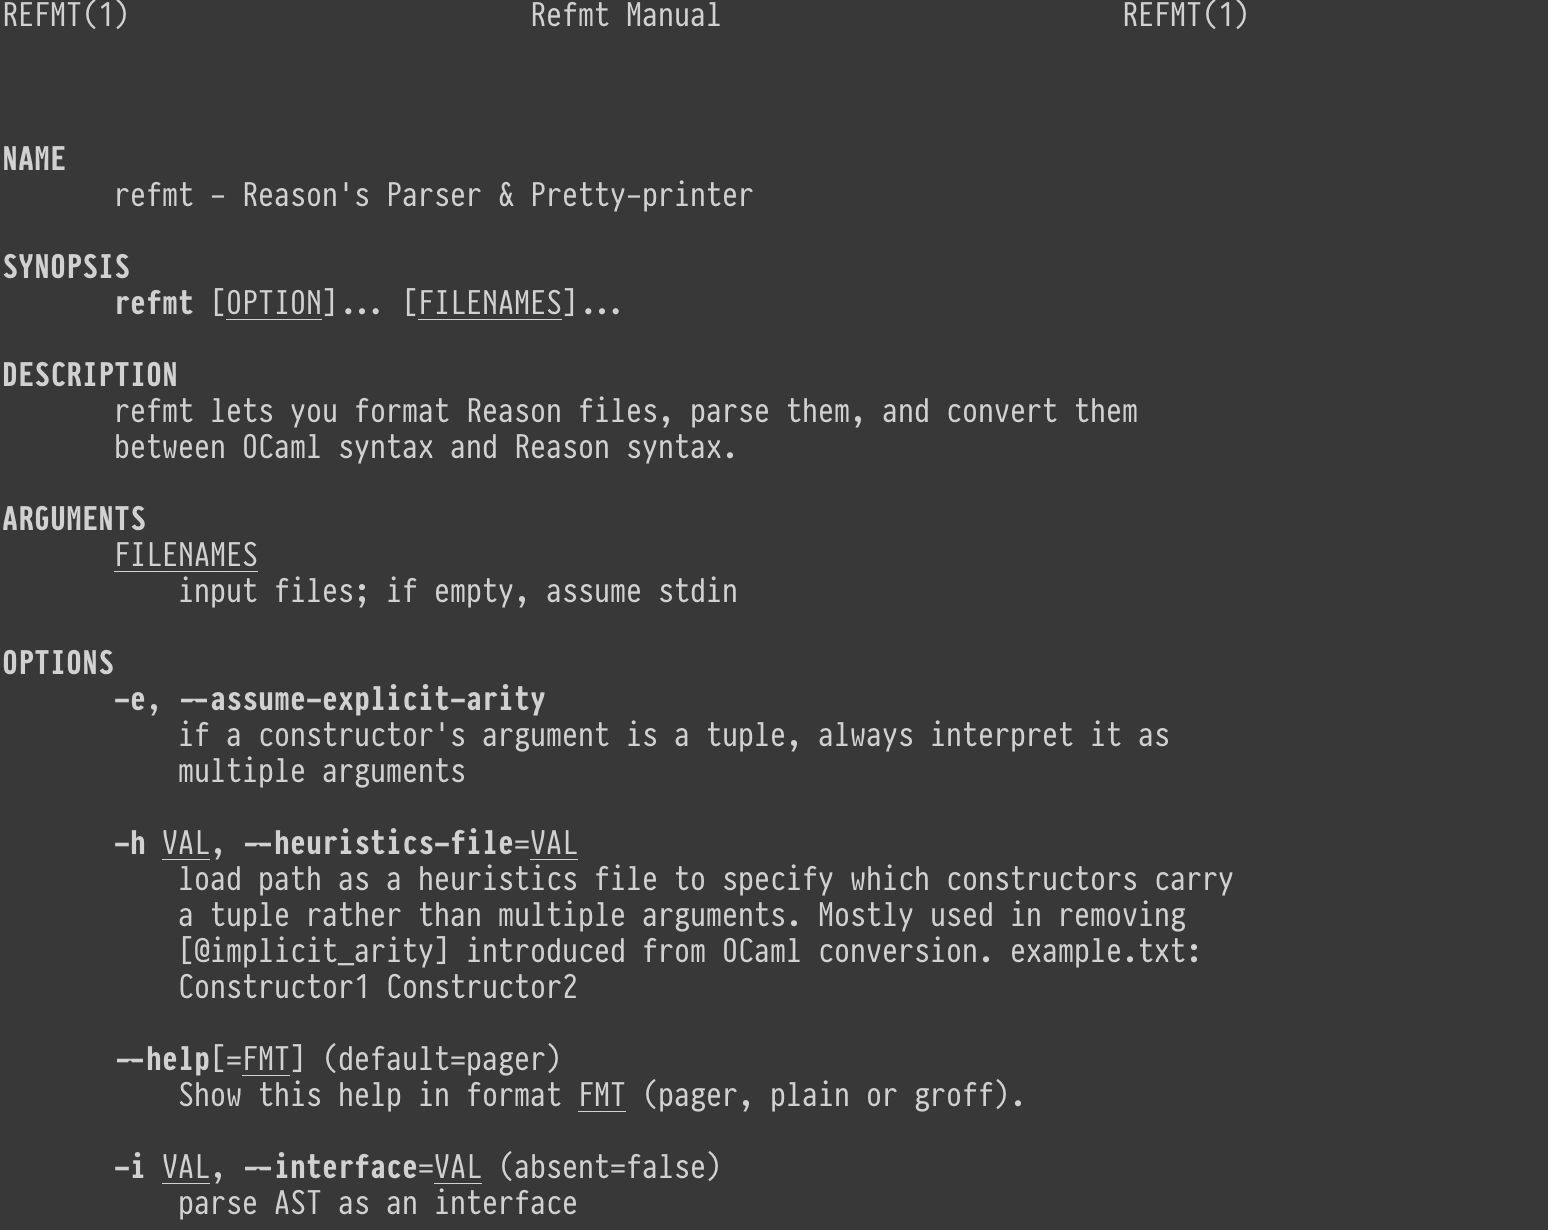 REFMT(1) Refmt Manual REFMT(1)
NAME
refmt - Reason's Parser & Pretty-printer
SYNOPSIS
refmt [OPTION]... [FILENAMES]...
DESCRIPTION
refmt lets you format Reason files, parse them, and convert them
between OCaml syntax and Reason syntax.
ARGUMENTS
FILENAMES
input files; if empty, assume stdin
OPTIONS
-e, --assume-explicit-arity
if a constructor's argument is a tuple, always interpret it as
multiple arguments
-h VAL, --heuristics-file=VAL
load path as a heuristics file to specify which constructors carry
a tuple rather than multiple arguments. Mostly used in removing
[@implicit_arity] introduced from OCaml conversion. example.txt:
Constructor1 Constructor2
--help[=FMT] (default=pager)
Show this help in format FMT (pager, plain or groff).
-i VAL, --interface=VAL (absent=false)
parse AST as an interface